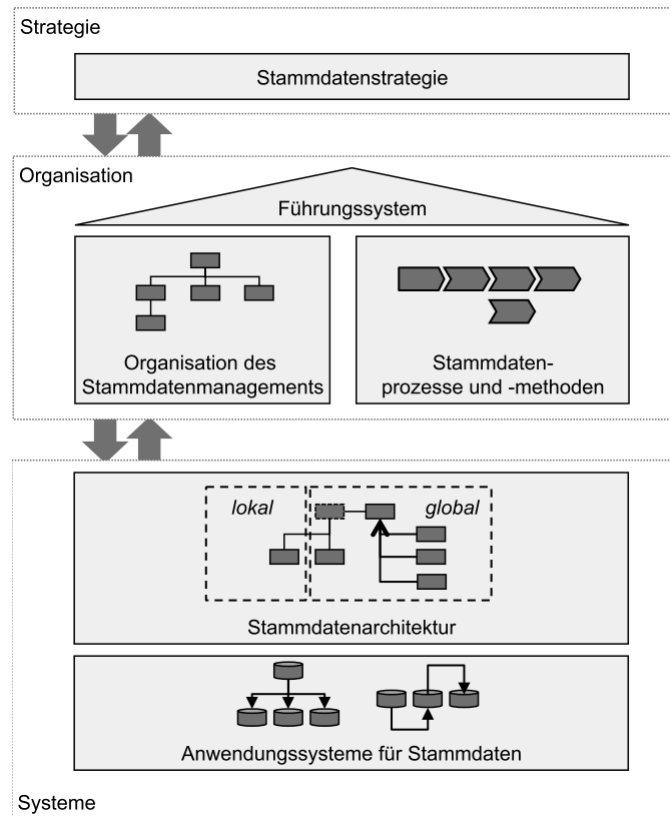 Strategie
Stammdatenstrategie
Organisation
Führungssystem
Organisation des
Stammdatenmanagements
Stammdaten-
prozesse und -methoden
lokal
global
Stammdatenarchitektur
Anwendungssysteme für Stammdaten
Systeme